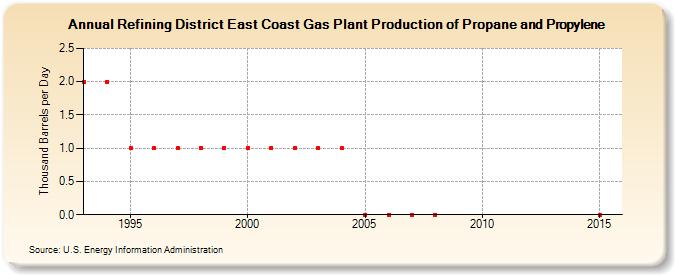 Annual Refining District East Coast Gas Plant Production of Propane and Propylene
Thousand Barrels per Day
2.5
2.0
1.5
1.0
0.5
0.0
1995 2000 2005 2010 2015
Source: U.S. Energy Information Administration